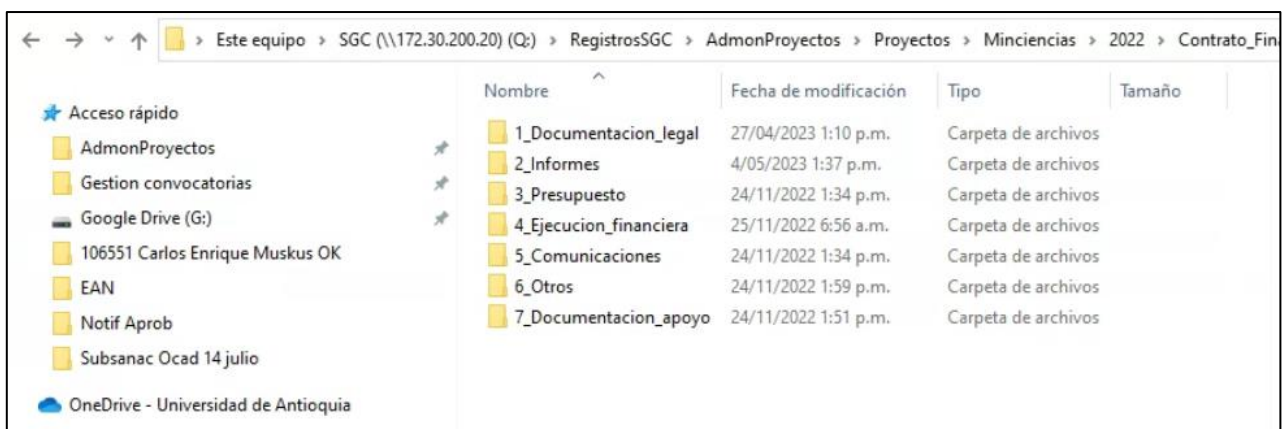 Este equipo > SGC (\\172.30.200.20) (Q:) > RegistrosSGC > AdmonProyectos > Proyectos > Minciencias > 2022 > Contrato_Fin
Acceso rápido
AdmonProyectos
Gestion convocatorias
Google Drive (G:)
106551 Carlos Enrique Muskus OK
EAN
Notif Aprob
Subsanac Ocad 14 julio
OneDrive - Universidad de Antioquia
Nombre Fecha de modificación Tipo Tamaño
1_Documentacion_legal 27/04/2023 1:10 p.m. Carpeta de archivos
2_Informes 4/05/2023 1:37 p.m. Carpeta de archivos
3_Presupuesto 24/11/2022 1:34 p.m. Carpeta de archivos
4_Ejecucion_financiera 25/11/2022 6:56 a.m. Carpeta de archivos
5_Comunicaciones 24/11/2022 1:34 p.m. Carpeta de archivos
6_Otros 24/11/2022 1:59 p.m. Carpeta de archivos
7_Documentacion_apoyo 24/11/2022 1:51 p.m. Carpeta de archivos